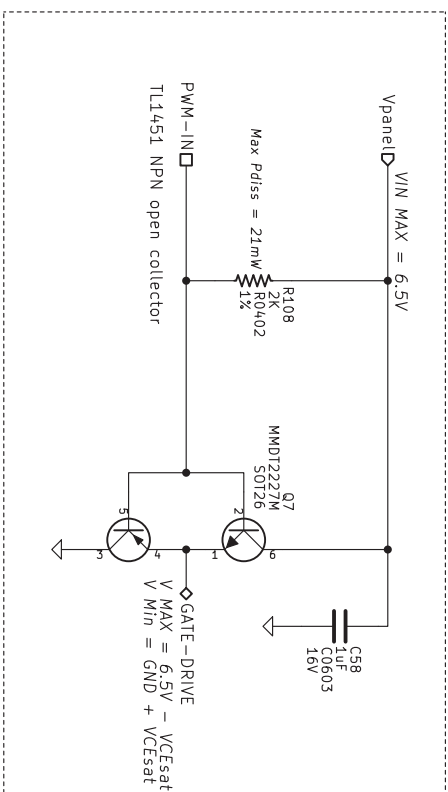 Vpanel
VIN MAX = 6.5V
PWM-IN
TL1451 NPN open collector
Max Pdiss = 21mW
R108
2K
R0402
1%
Q7
MMDT2227M
SOT26
2
1
6
5
4
3
GATE-DRIVE
V MAX = 6.5V - VCEsat
V Min = GND + VCEsat
C58
1uF
C0603
16V